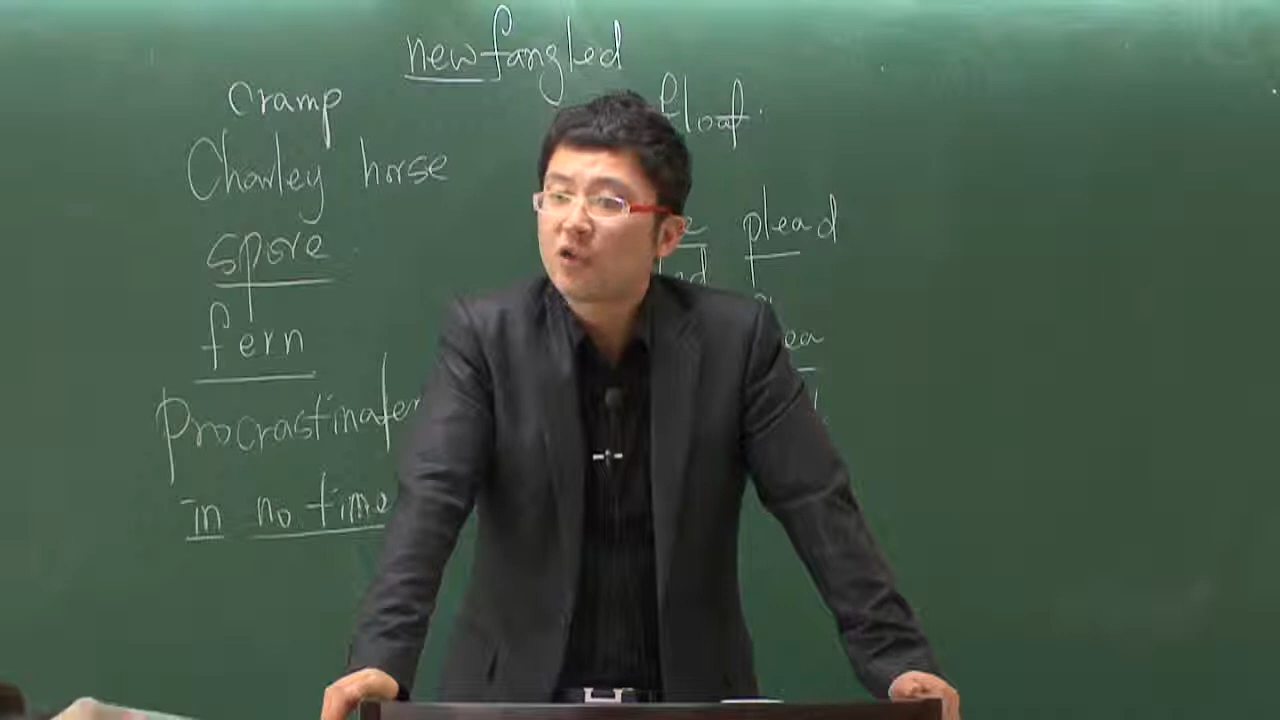 newfangled
cramp
float
Charley horse
spore
plead
fern
procrastinate
in no time